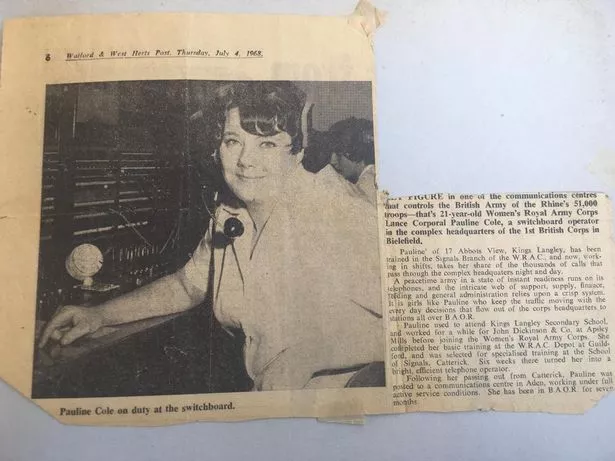 6 Watford & West Herts Post, Thursday, July 4, 1968.
FIGURE in one of the communications centres
that controls the British Army of the Rhine's 51,000
troops—that's 21-year-old Women's Royal Army Corps
Lance Corporal Pauline Cole, a switchboard operator
in the complex headquarters of the 1st British Corps in
Bielefield.
Pauline of 17 Abbots View, Kings Langley, has been
trained in the Signals Branch of the W.R.A.C., and now, work-
ing in shifts, takes her share of the thousands of calls that
pass through the complex headquaters night and day.
A peacetime army in a state of instant readiness runs on its
telephones, and the intricate web of support, supply, finance,
feeding and general administration relies upon a crisp system.
It is girls like Pauline who keep the traffic moving with the
every day decisions that flow out of the corps headquarters to
stations all over B.A.O.R.
Pauline used to attend Kings Langley Secondary School,
and worked for a while for John Dickinson & Co. at Apsley
Mills before joining the Women's Royal Army Corps. She
completed her basic training at the W.R.A.C. Depot at Guild-
ford, and was selected for specialised training at the School
of Signals, Catterick. Six weeks there turned her into a
bright, efficient telephone operator.
Following her passing out from Catterick, Pauline was
posted to a communications centre in Aden, working under full
active service conditions. She has been in B.A.O.R. for seven
months.
Pauline Cole on duty at the switchboard.